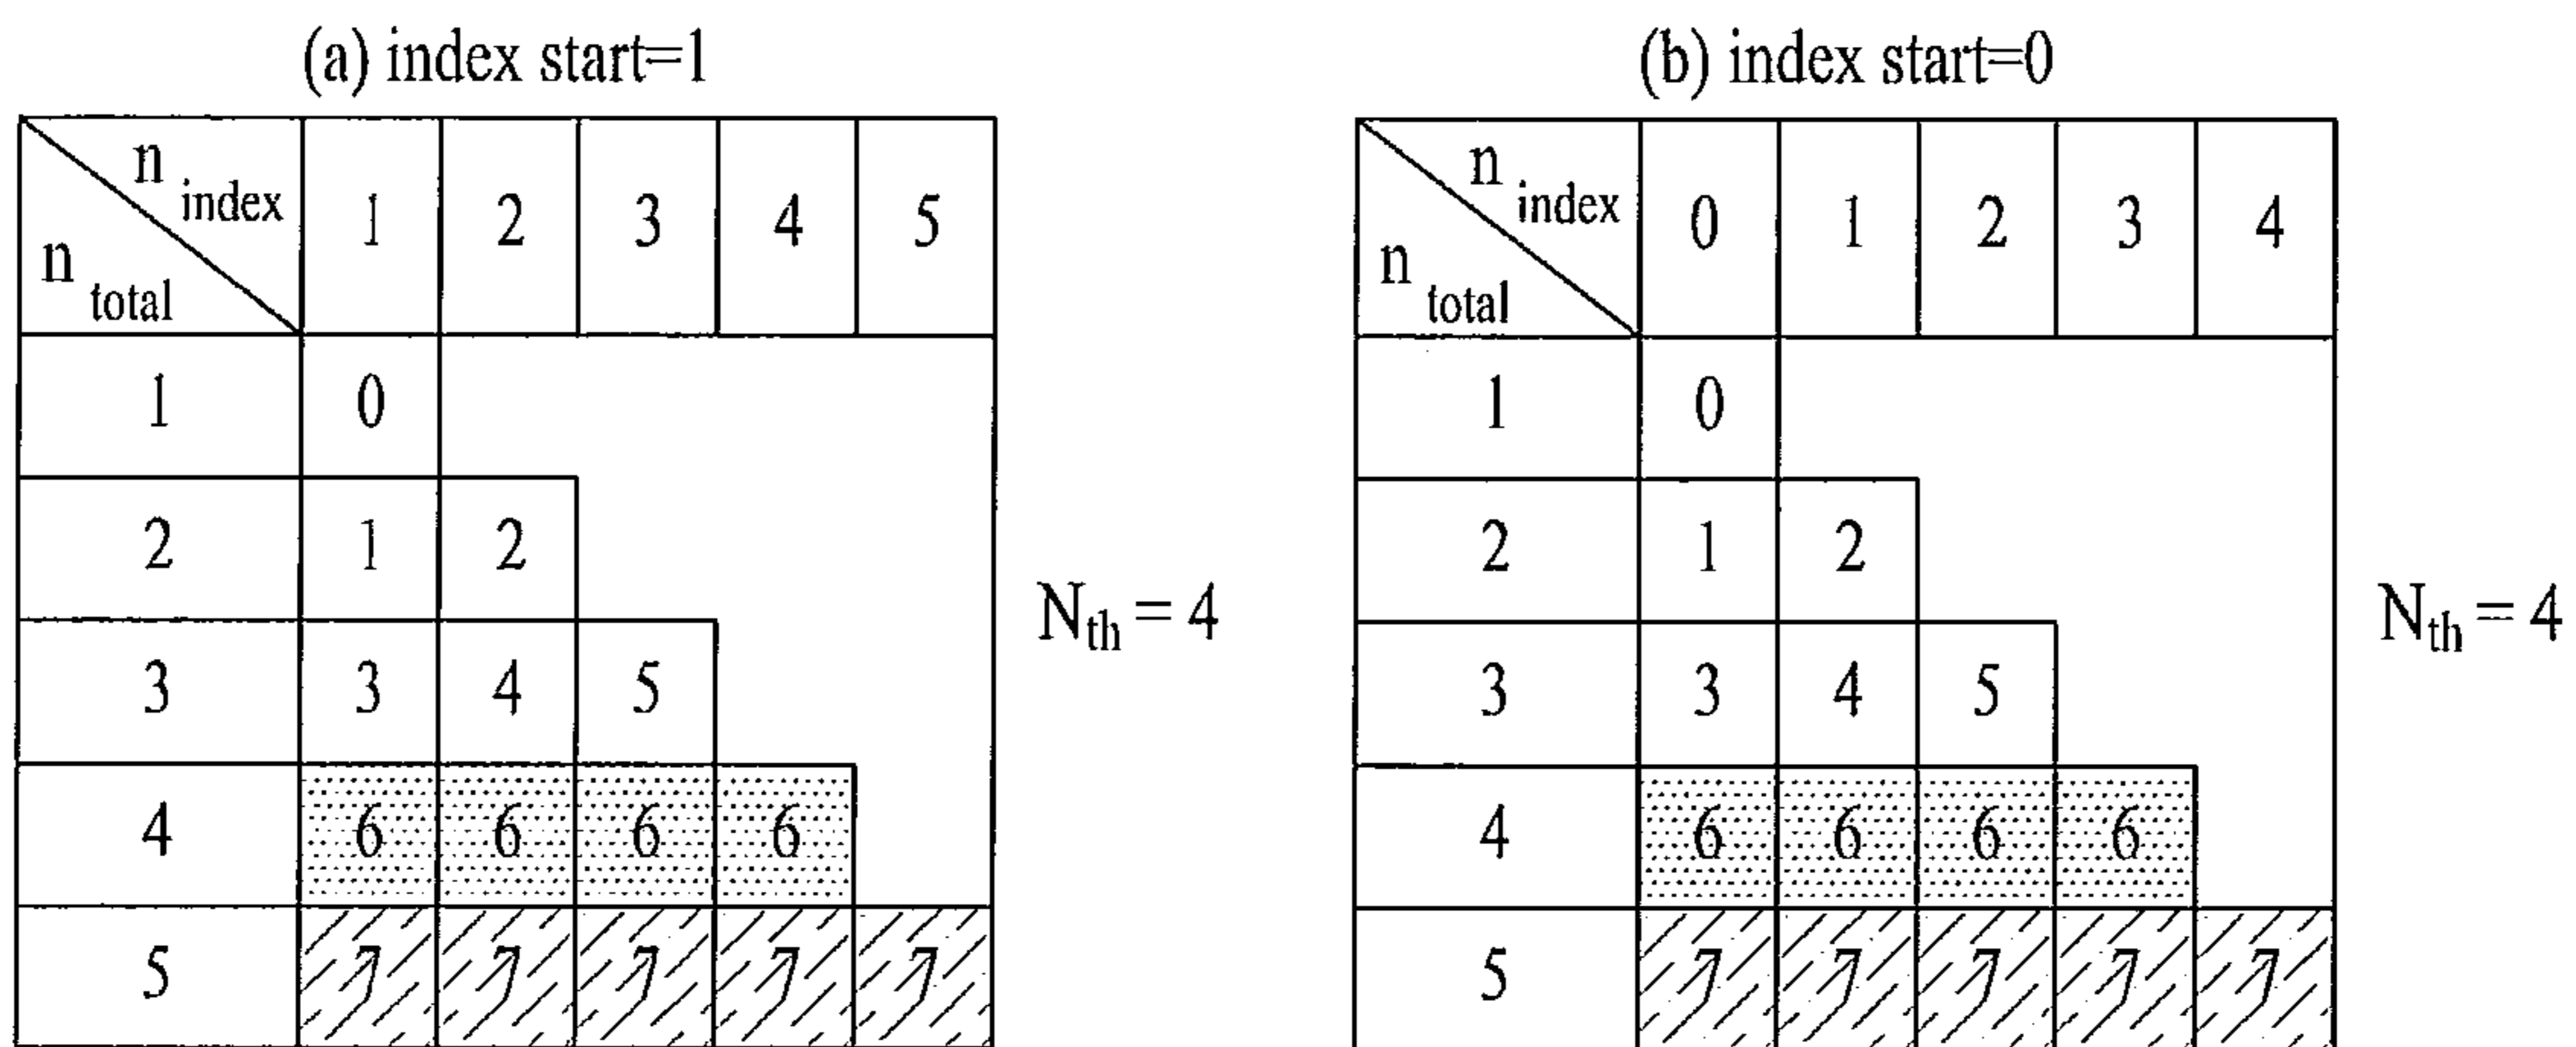 (a) index start=1
n index 1 2 3 4 5
n total
1 0
2 1 2
3 3 4 5
4 6 6 6 6
5 7 7 7 7 7
N_th = 4
(b) index start=0
n index 0 1 2 3 4
n total
1 0
2 1 2
3 3 4 5
4 6 6 6 6
5 7 7 7 7 7
N_th = 4